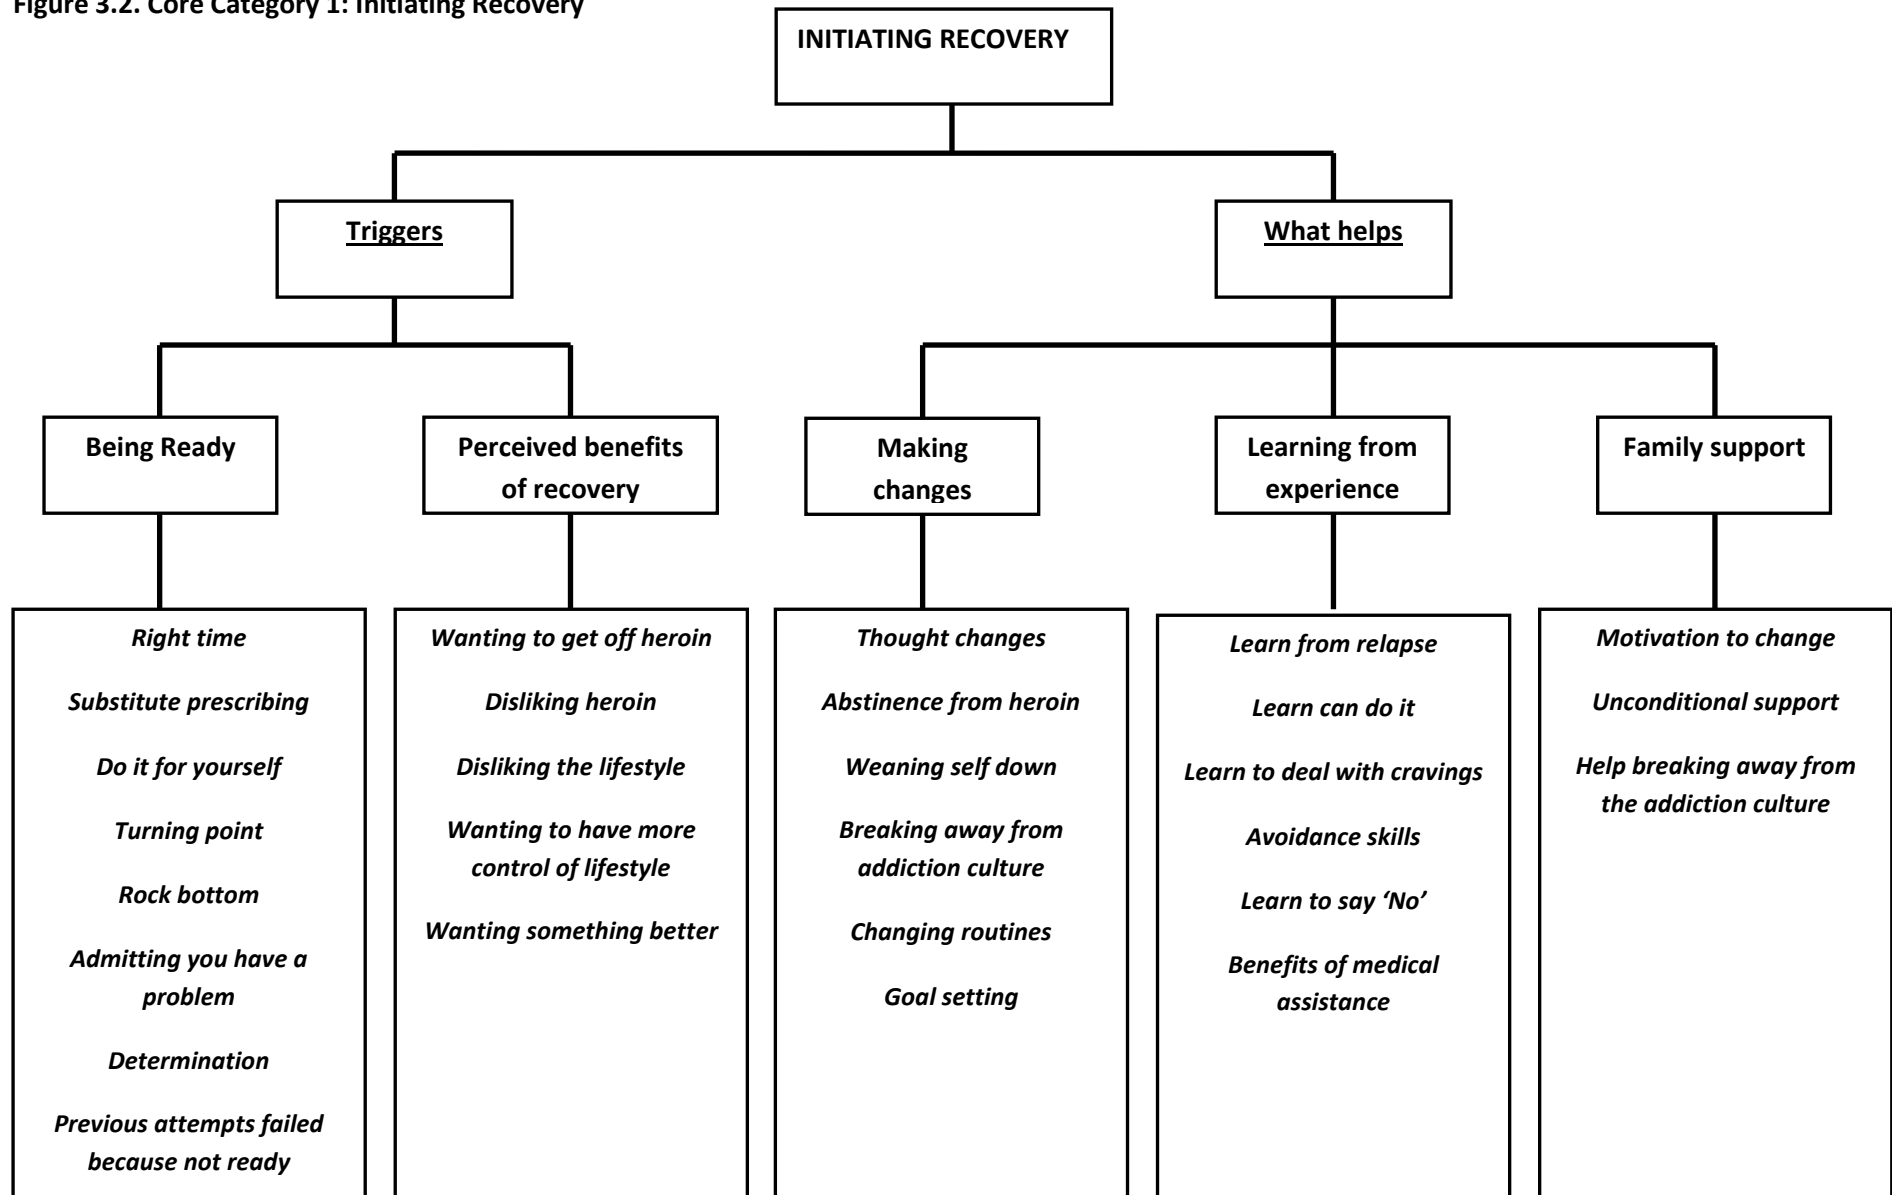 Figure 3.2. Core Category 1: Initiating Recovery
INITIATING RECOVERY
Triggers
What helps
Being Ready
Perceived benefits
of recovery
Making
changes
Learning from
experience
Family support
Right time
Substitute prescribing
Do it for yourself
Turning point
Rock bottom
Admitting you have a
problem
Determination
Previous attempts failed
because not ready
Wanting to get off heroin
Disliking heroin
Disliking the lifestyle
Wanting to have more
control of lifestyle
Wanting something better
Thought changes
Abstinence from heroin
Weaning self down
Breaking away from
addiction culture
Changing routines
Goal setting
Learn from relapse
Learn can do it
Learn to deal with cravings
Avoidance skills
Learn to say ‘No’
Benefits of medical
assistance
Motivation to change
Unconditional support
Help breaking away from
the addiction culture